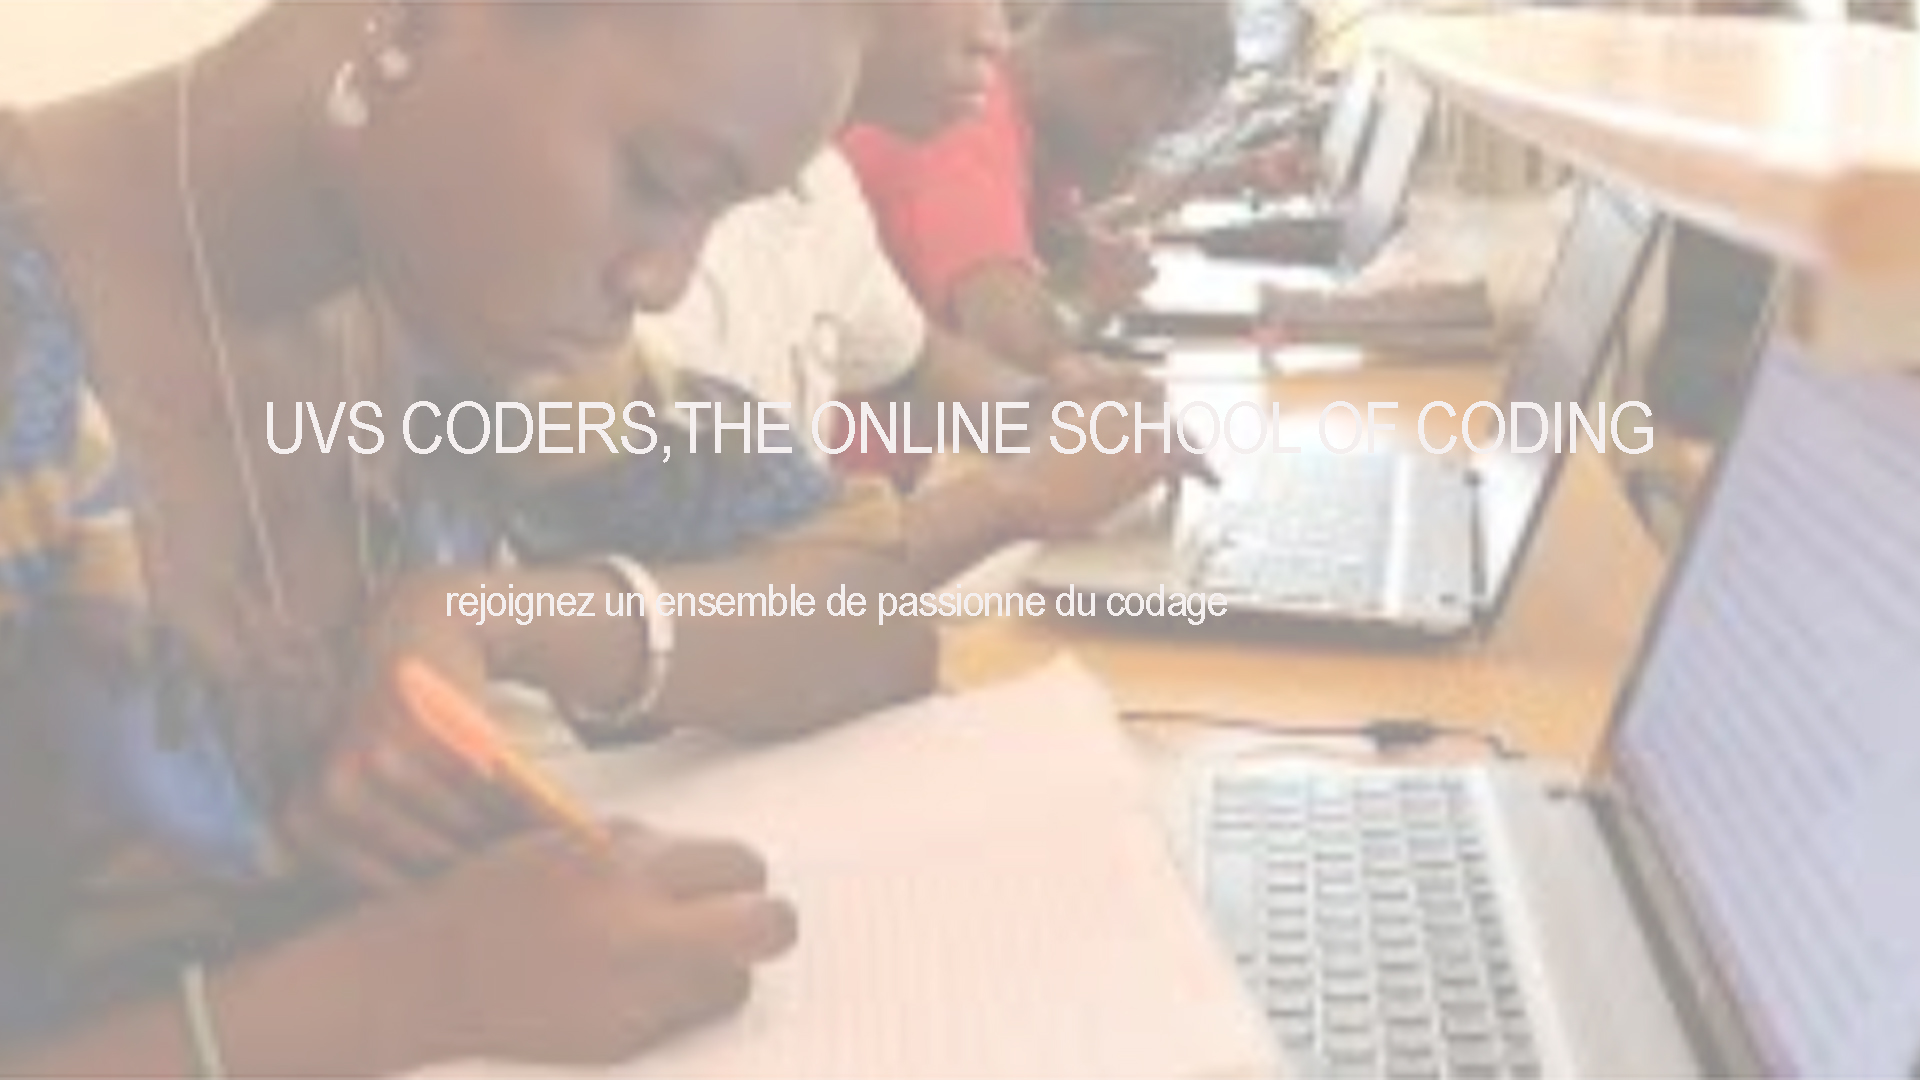 UVS CODERS,THE ONLINE SCHOOL OF CODING
rejoignez un ensemble de passionne du codage